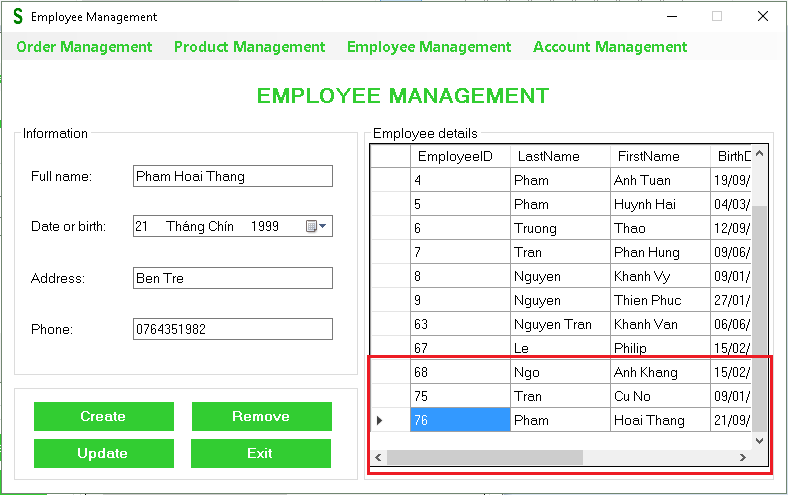 S Employee Management
Order Management Product Management Employee Management Account Management
EMPLOYEE MANAGEMENT
Information
Full name: Pham Hoai Thang
Date or birth: 21 Tháng Chín 1999
Address: Ben Tre
Phone: 0764351982
Create Remove
Update Exit
Employee details
EmployeeID LastName FirstName BirthD
4 Pham Anh Tuan 19/09/
5 Pham Huynh Hai 04/03/
6 Truong Thao 12/09/
7 Tran Phan Hung 09/06/
8 Nguyen Khanh Vy 09/01/
9 Nguyen Thien Phuc 27/01/
63 Nguyen Tran Khanh Van 06/06/
67 Le Philip 15/02/
68 Ngo Anh Khang 15/02/
75 Tran Cu No 09/01/
76 Pham Hoai Thang 21/09/